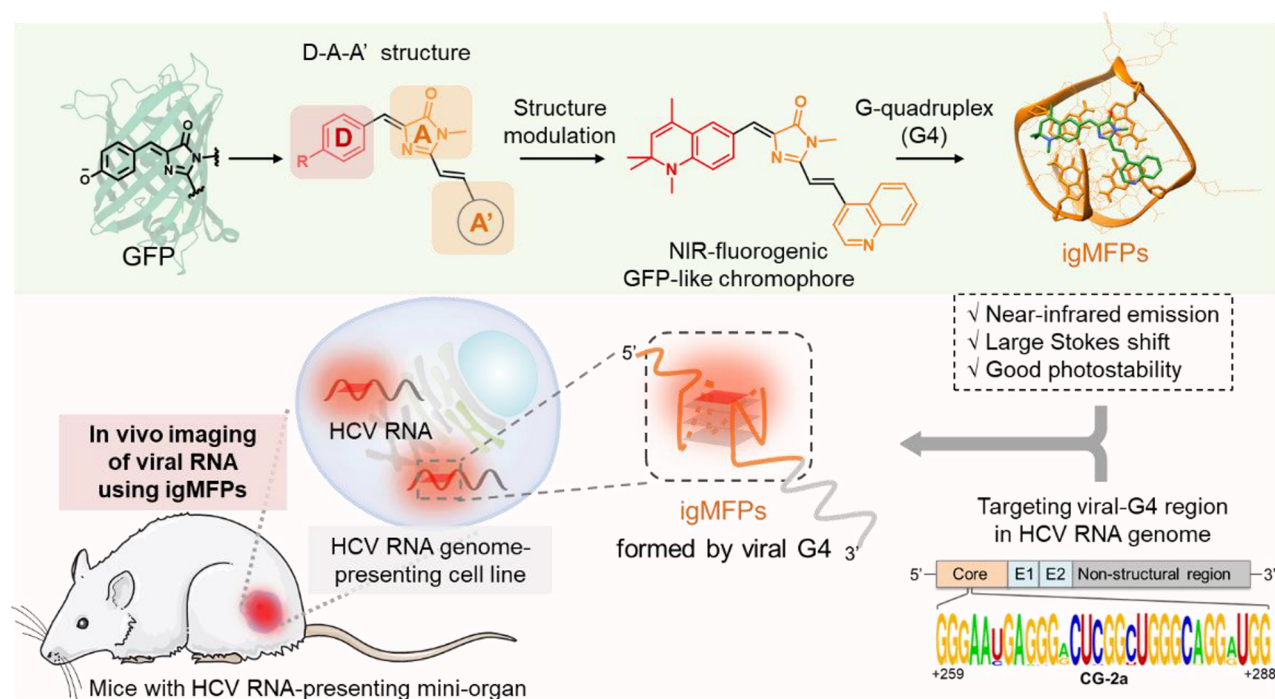 D-A-A' structure
O
N
N
O
-
GFP
D
R
O
A
N
N
A'
Structure
modulation
N
O
N
N
N
NIR-fluorogenic
GFP-like chromophore
G-quadruplex
(G4)
igMFPs
√ Near-infrared emission
√ Large Stokes shift
√ Good photostability
HCV RNA
HCV RNA genome-
presenting cell line
In vivo imaging
of viral RNA
using igMFPs
Mice with HCV RNA-presenting mini-organ
5'
igMFPs
formed by viral G4
3'
Targeting viral-G4 region
in HCV RNA genome
5'
Core
E1
E2
Non-structural region
3'
GGGAAUGAGGGACUCGGCUGGGCAGGAUGG
+259
CG-2a
+288